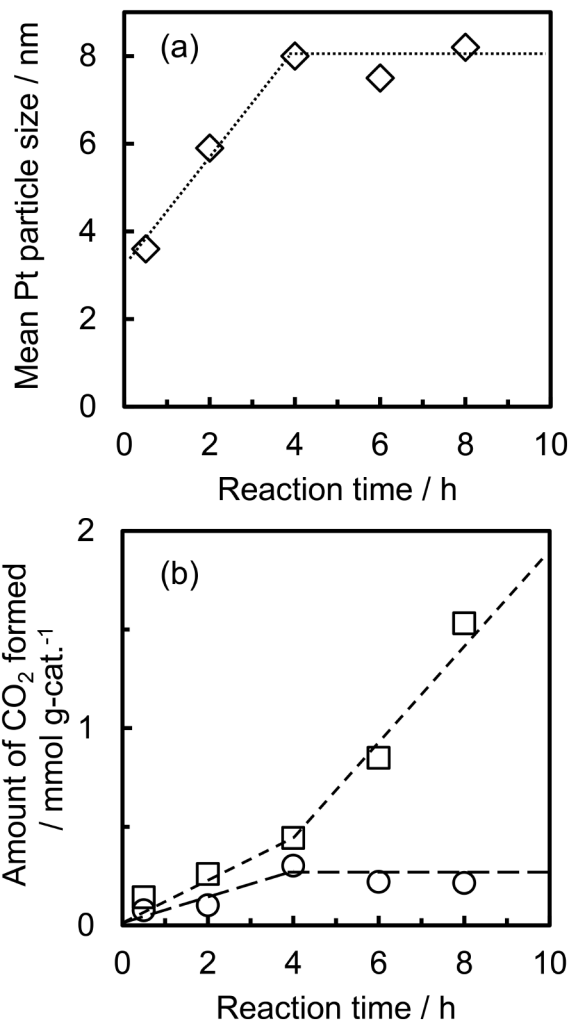 (a)
Mean Pt particle size / nm
8
6
4
2
0
0 2 4 6 8 10
Reaction time / h
(b)
Amount of CO₂ formed
/ mmol g-cat.⁻¹
2
1
0
0 2 4 6 8 10
Reaction time / h